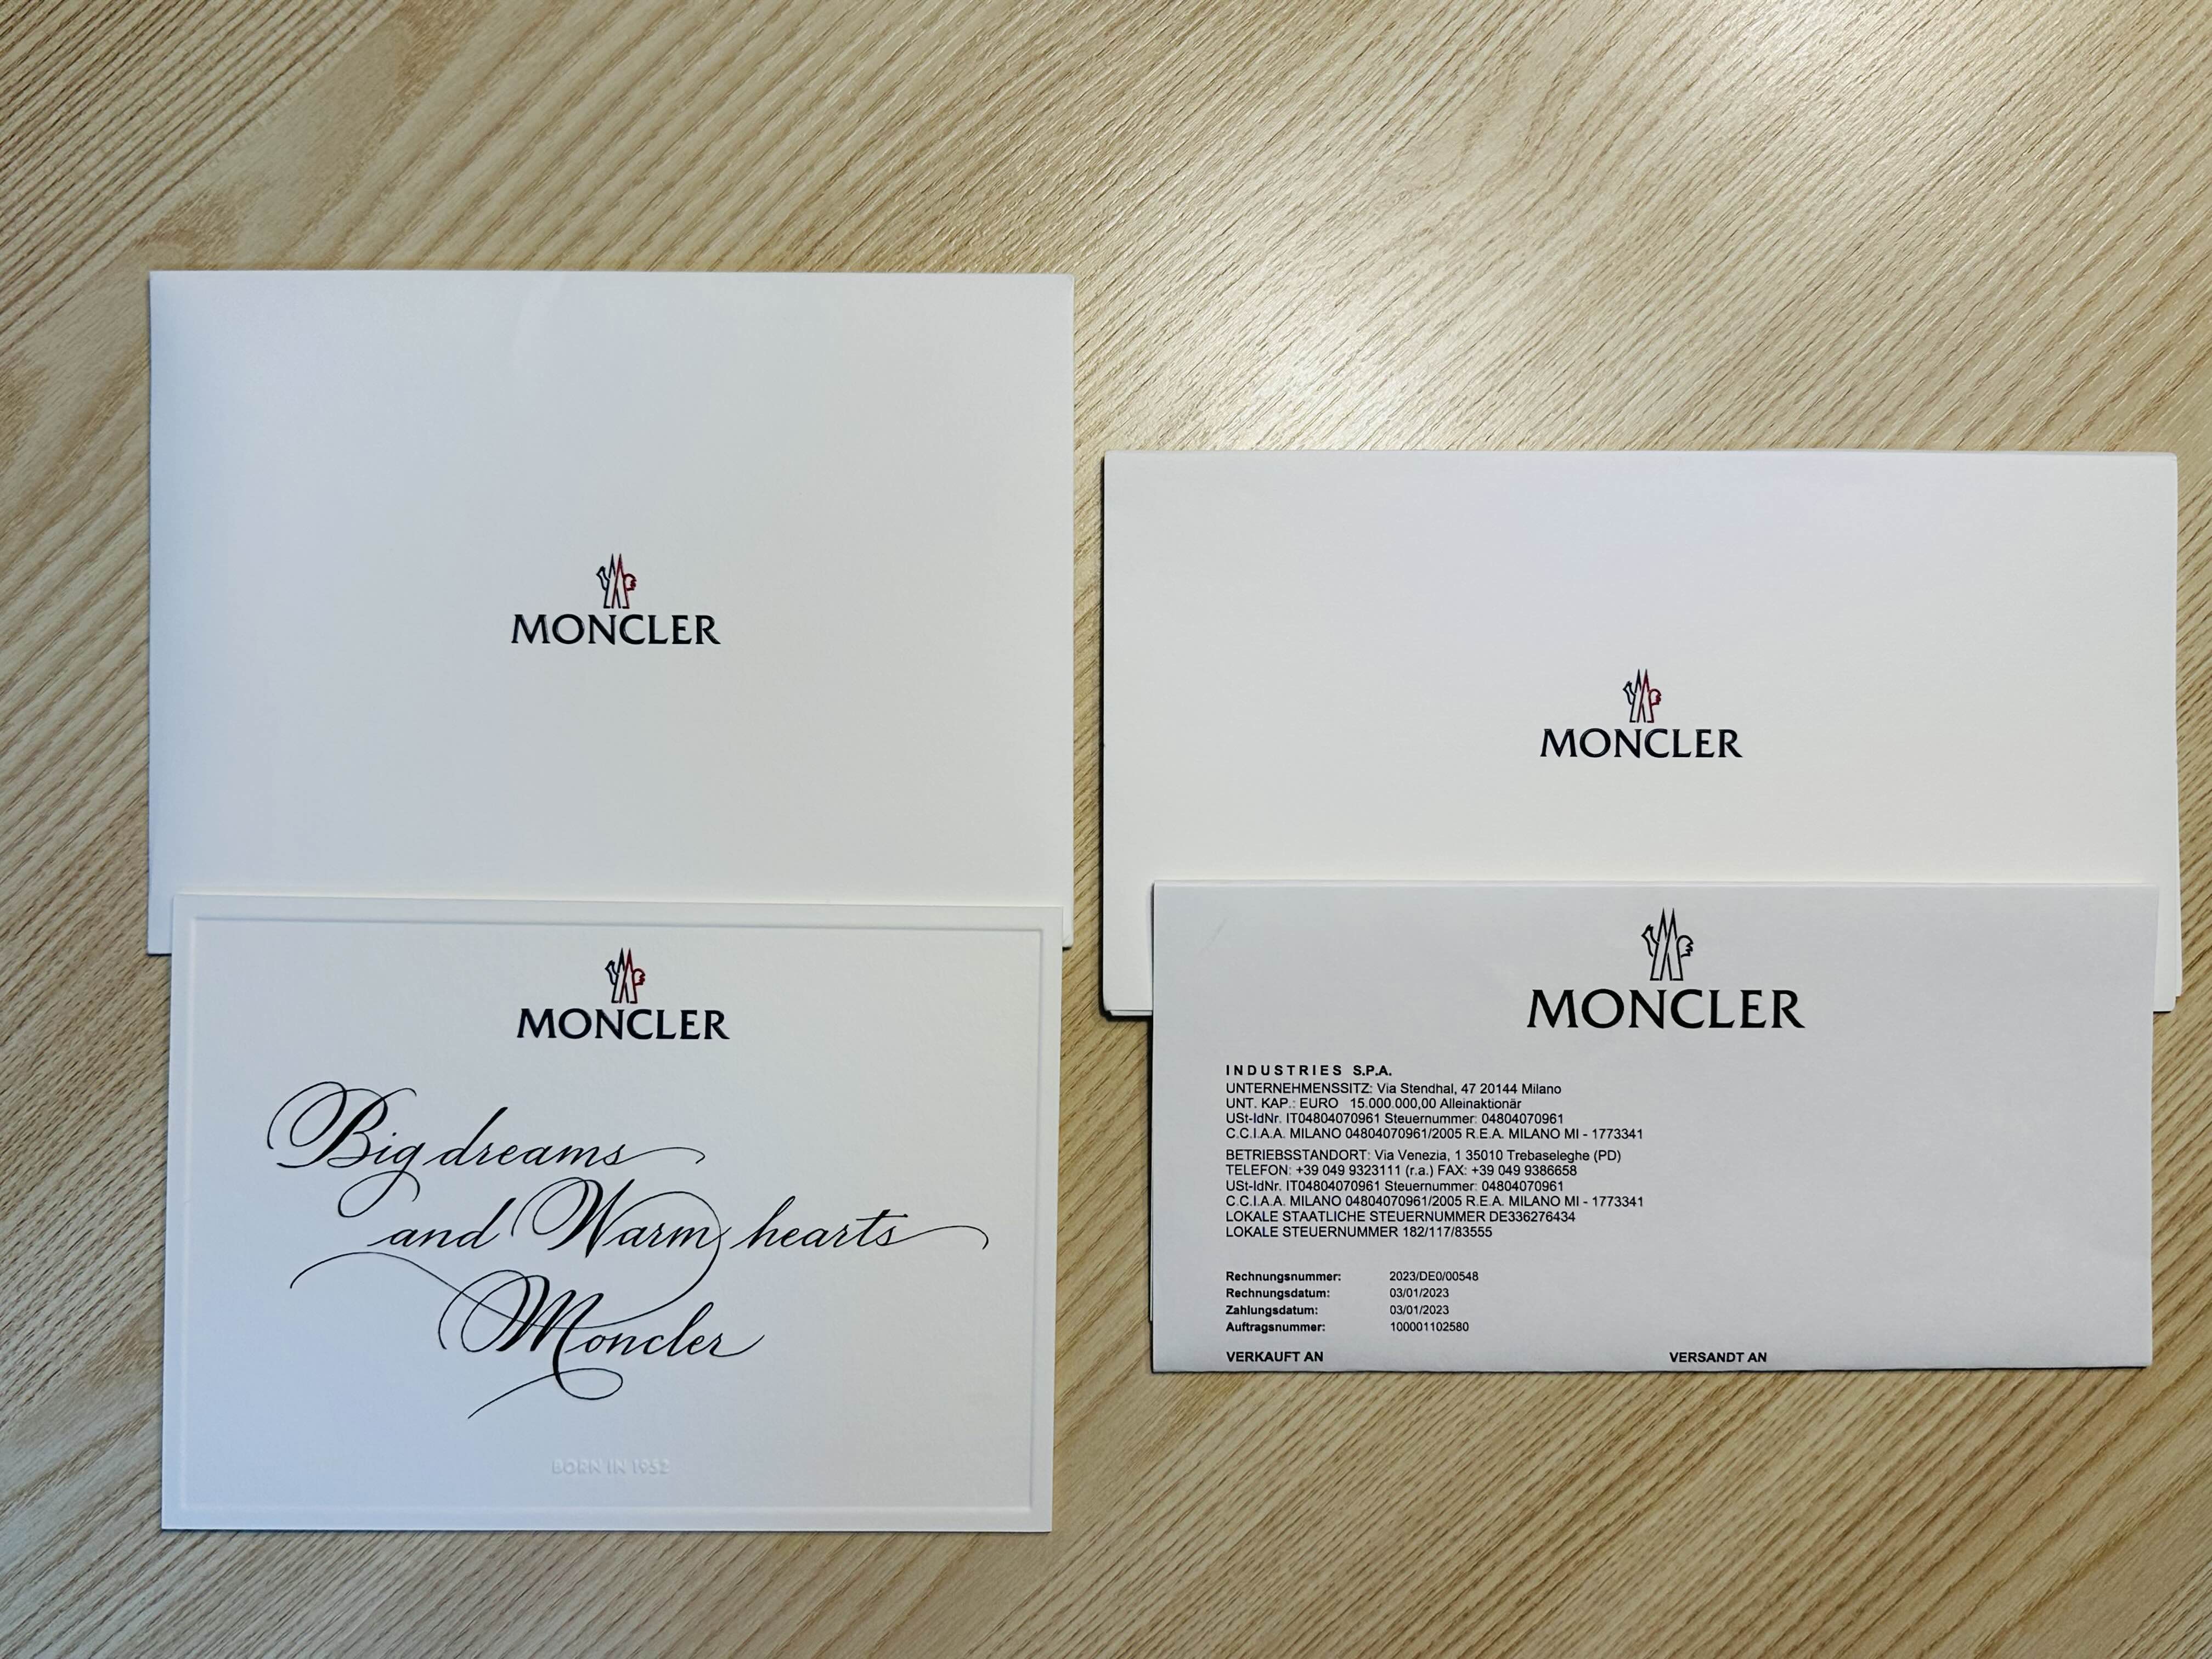 MONCLER
MONCLER
Big dreams
and Warm hearts
Moncler
BORN IN 1952
MONCLER
MONCLER
INDUSTRIES S.P.A.
UNTERNEHMENSSITZ: Via Stendhal, 47 20144 Milano
UNT. KAP.: EURO 15.000.000,00 Alleinaktionär
USt-IdNr. IT04804070961 Steuernummer: 04804070961
C.C.I.A.A. MILANO 04804070961/2005 R.E.A. MILANO MI - 1773341
BETRIEBSSTANDORT: Via Venezia, 1 35010 Trebaseleghe (PD)
TELEFON: +39 049 9323111 (r.a.) FAX: +39 049 9386658
USt-IdNr. IT04804070961 Steuernummer: 04804070961
C.C.I.A.A. MILANO 04804070961/2005 R.E.A. MILANO MI - 1773341
LOKALE STAATLICHE STEUERNUMMER DE336276434
LOKALE STEUERNUMMER 182/117/83555
Rechnungsnummer: 2023/DE0/00548
Rechnungsdatum: 03/01/2023
Zahlungsdatum: 03/01/2023
Auftragsnummer: 100001102580
VERKAUFT AN VERSANDT AN